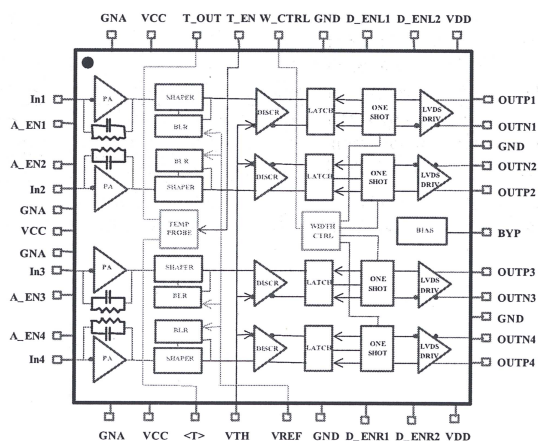 GNA VCC T_OUT T_EN W_CTRL GND D_ENL1 D_ENL2 VDD
In1 PA SHAPER DISCR LATCH ONE SHOT LVDS DRIV OUTP1
A_EN1 BLR OUTN1
GND
A_EN2 BLR DISCR LATCH ONE SHOT LVDS DRIV OUTN2
In2 PA SHAPER OUTP2
GNA
VCC TEMP PROBE WIDTH CTRL BIAS BYP
GNA
In3 PA SHAPER DISCR LATCH ONE SHOT LVDS DRIV OUTP3
A_EN3 BLR OUTN3
GND
A_EN4 BLR DISCR LATCH ONE SHOT LVDS DRIV OUTN4
In4 PA SHAPER OUTP4
GNA VCC <T> VTH VREF GND D_ENR1 D_ENR2 VDD